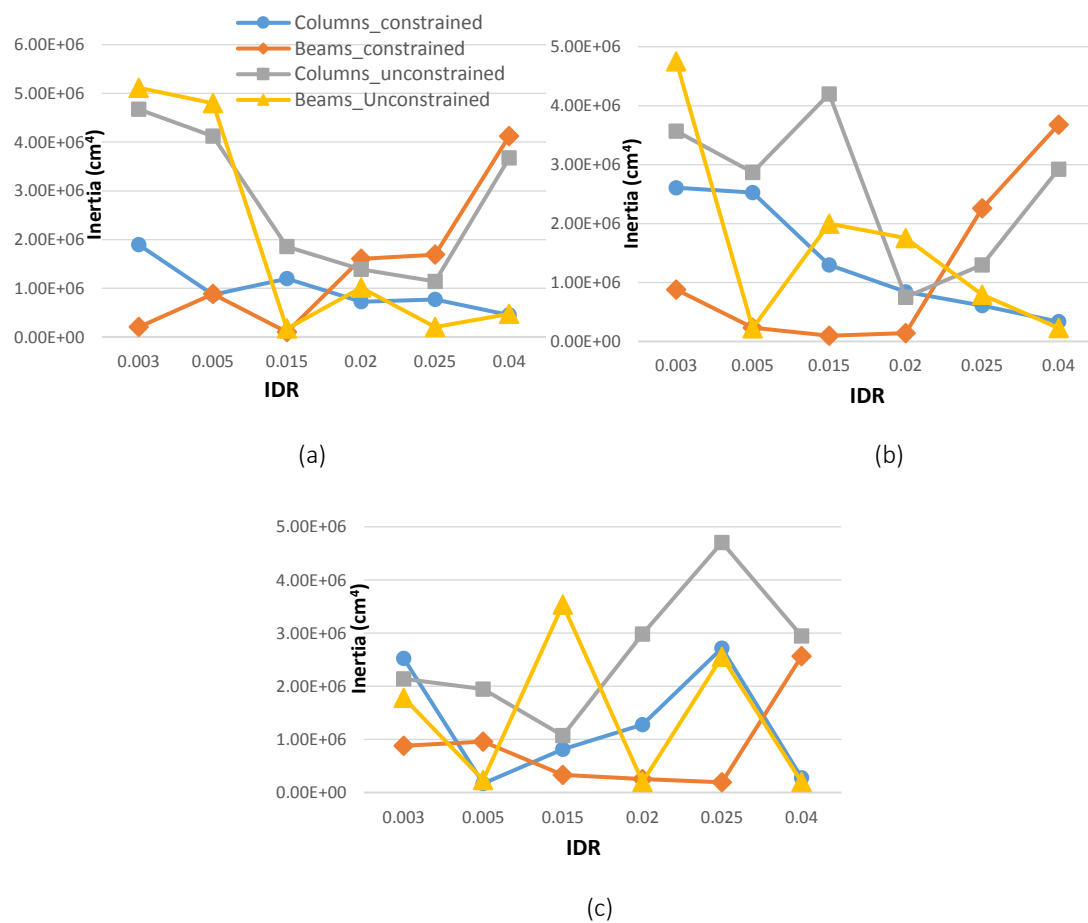 Columns_constrained
Beams_constrained
Columns_unconstrained
Beams_Unconstrained
6.00E+06
5.00E+06
4.00E+06
3.00E+06
2.00E+06
1.00E+06
0.00E+00
Inertia (cm⁴)
0.003 0.005 0.015 0.02 0.025 0.04
IDR
(a)
5.00E+06
4.00E+06
3.00E+06
2.00E+06
1.00E+06
0.00E+00
Inertia (cm⁴)
0.003 0.005 0.015 0.02 0.025 0.04
IDR
(b)
5.00E+06
4.00E+06
3.00E+06
2.00E+06
1.00E+06
0.00E+00
Inertia (cm⁴)
0.003 0.005 0.015 0.02 0.025 0.04
IDR
(c)